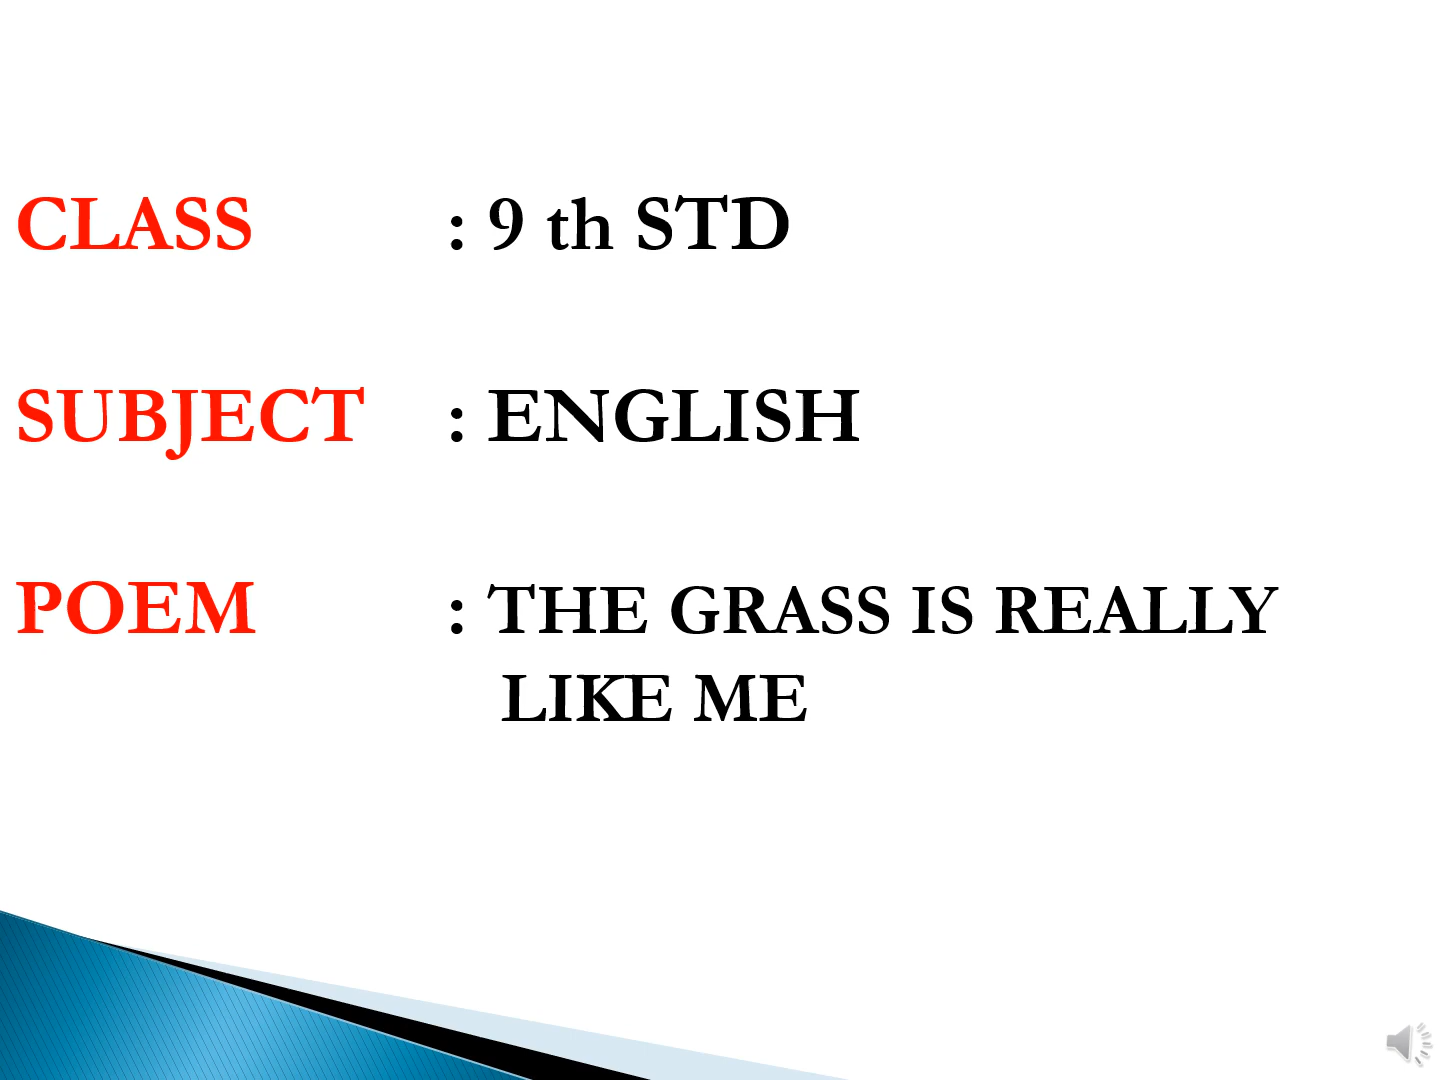 CLASS : 9 th STD
SUBJECT : ENGLISH
POEM : THE GRASS IS REALLY
LIKE ME